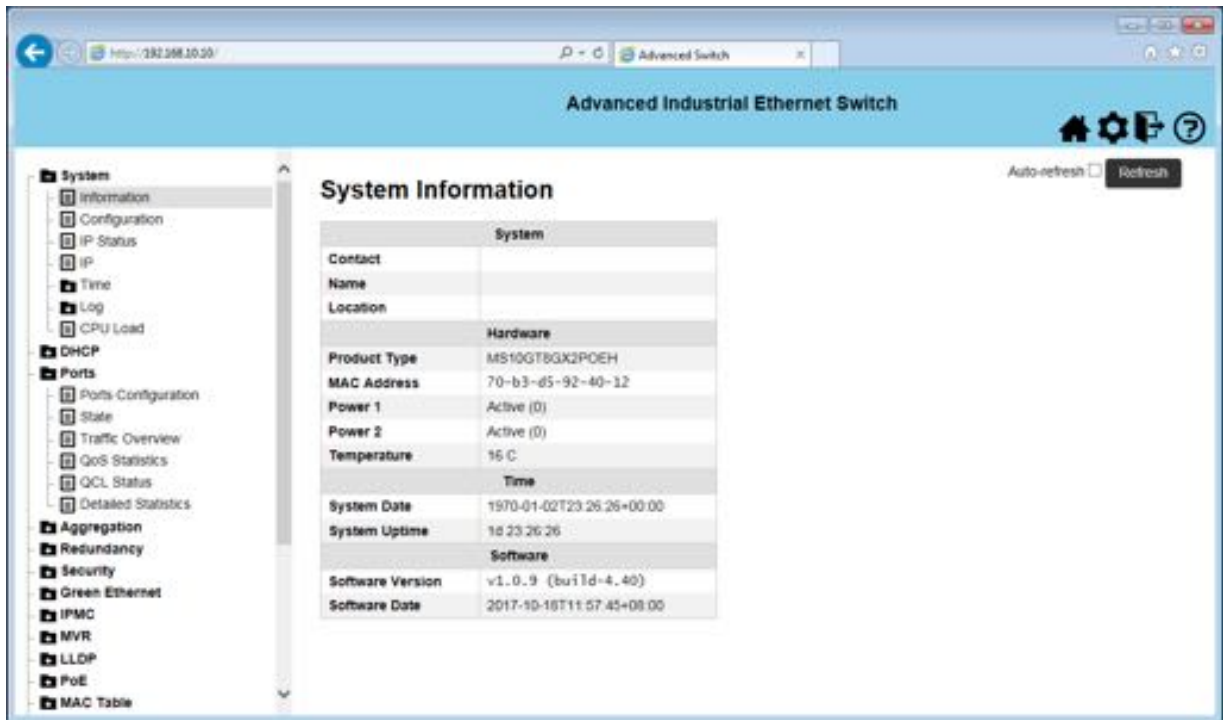 http://192.168.10.10/
Advanced Switch
Advanced Industrial Ethernet Switch
Auto-refresh Refresh
System
Information
Configuration
IP Status
IP
Time
Log
CPU Load
DHCP
Ports
Ports Configuration
State
Traffic Overview
QoS Statistics
QCL Status
Detailed Statistics
Aggregation
Redundancy
Security
Green Ethernet
IPMC
MVR
LLDP
PoE
MAC Table
System Information
System
Contact
Name
Location
Hardware
Product Type MS10GT8GX2POEH
MAC Address 70-b3-d5-92-40-12
Power 1 Active (0)
Power 2 Active (0)
Temperature 16 C
Time
System Date 1970-01-02T23:26:26+00:00
System Uptime 1d 23:26:26
Software
Software Version v1.0.9 (build-4.40)
Software Date 2017-10-16T11:57:45+08:00